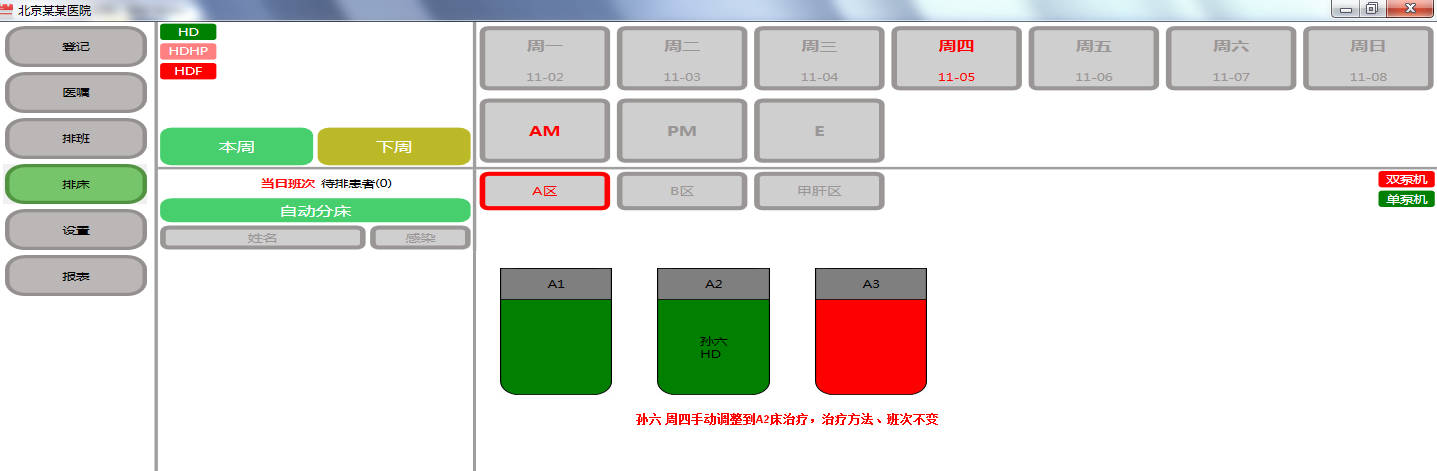 北京某某医院
登记
医嘱
排班
排床
设置
报表
HD
HDHP
HDF
本周
下周
当日班次 待排患者(0)
自动分床
姓名
感染
周一
11-02
周二
11-03
周三
11-04
周四
11-05
周五
11-06
周六
11-07
周日
11-08
AM
PM
E
A区
B区
甲肝区
双泵机
单泵机
A1
A2
孙六
HD
A3
孙六 周四手动调整到A2床治疗，治疗方法、班次不变